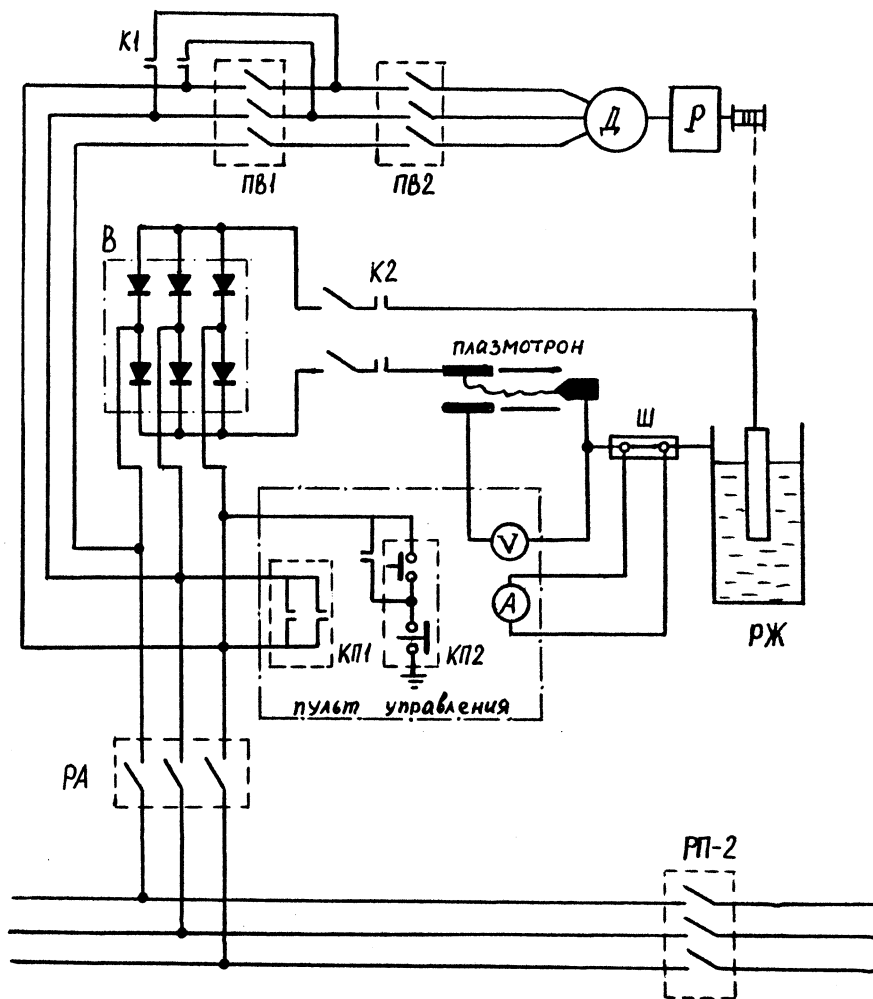 К1
ПВ1
ПВ2
Д
Р
В
К2
плазмотрон
Ш
V
А
КП1
КП2
РЖ
пульт управления
РА
РП-2